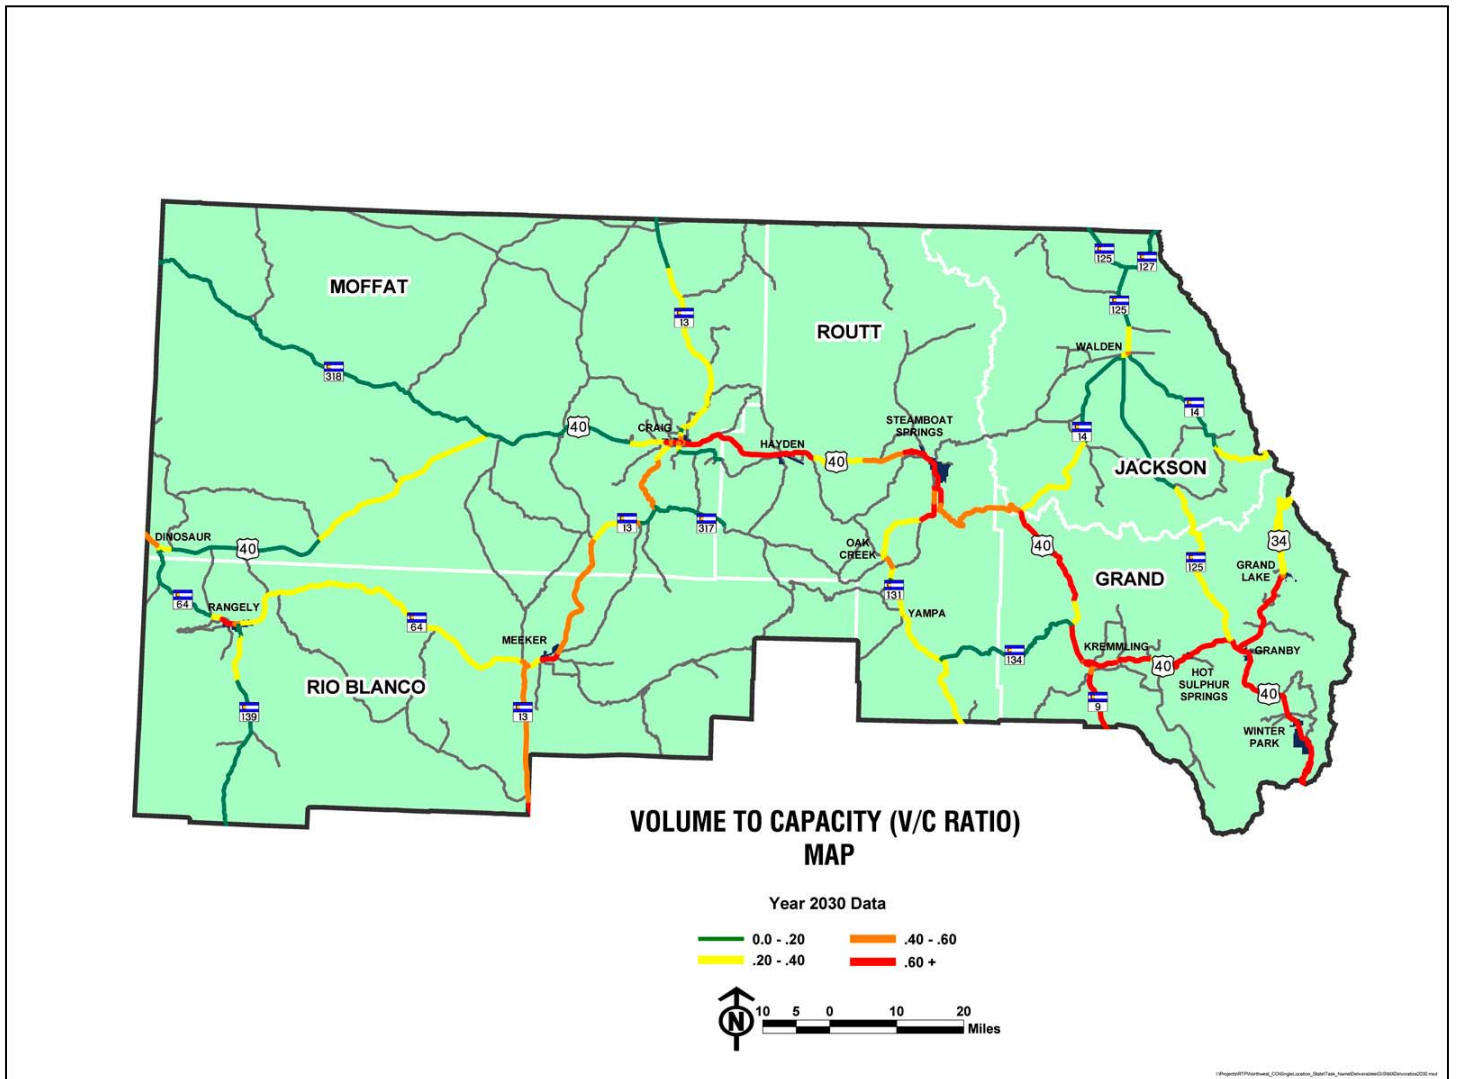 125
127
MOFFAT
125
13
ROUTT
WALDEN
318
14
STEAMBOAT
SPRINGS
40
CRAIG
14
HAYDEN
40
JACKSON
13
317
DINOSAUR
40
OAK
CREEK
40
34
125
GRAND
LAKE
GRAND
64
131
RANGELY
YAMPA
64
MEEKER
134
KREMMLING
GRANBY
40
HOT
SULPHUR
SPRINGS
RIO BLANCO
40
9
139
13
WINTER
PARK
VOLUME TO CAPACITY (V/C RATIO)
MAP
Year 2030 Data
0.0 - .20
.40 - .60
.20 - .40
.60 +
N
10 5 0 10 20
Miles